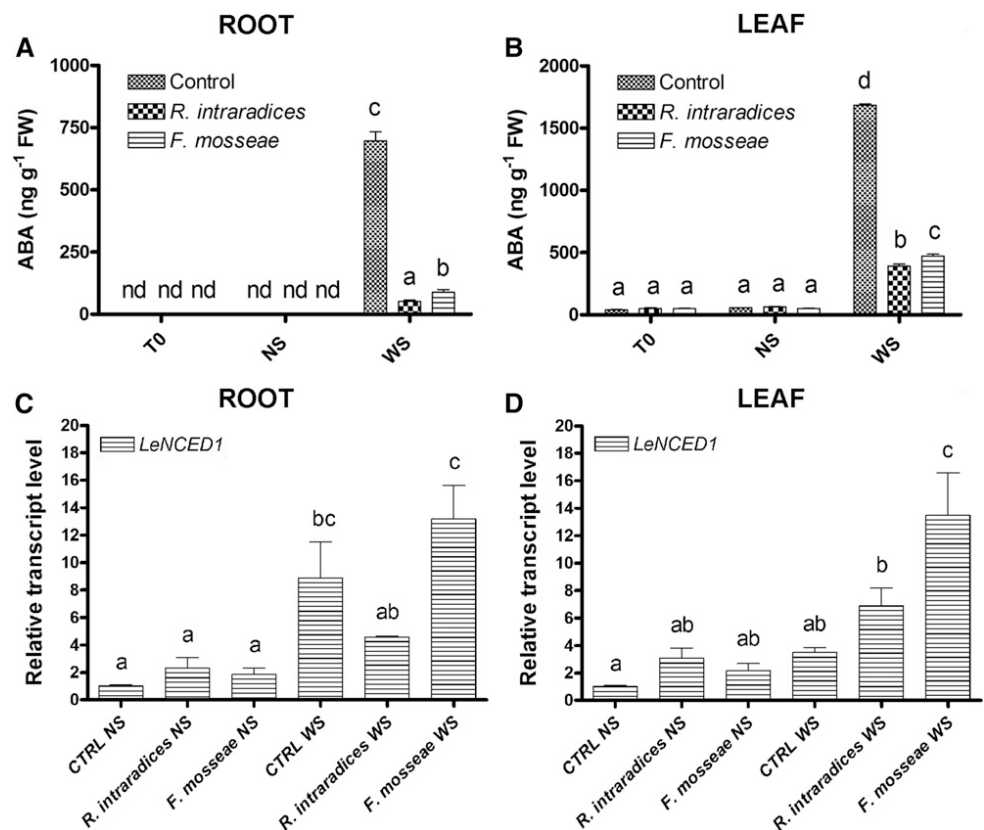 A
ROOT
ABA (ng g⁻¹ FW)
1000
750
500
250
0
Control
R. intraradices
F. mosseae
nd nd nd
nd nd nd
c
a
b
T0
NS
WS
B
LEAF
ABA (ng g⁻¹ FW)
2000
1500
1000
500
0
Control
R. intraradices
F. mosseae
a a a
a a a
d
b
c
T0
NS
WS
C
ROOT
Relative transcript level
20
18
16
14
12
10
8
6
4
2
0
LeNCED1
a
a
a
bc
ab
c
CTRL NS
R. intraradices NS
F. mosseae NS
CTRL WS
R. intraradices WS
F. mosseae WS
D
LEAF
Relative transcript level
20
18
16
14
12
10
8
6
4
2
0
LeNCED1
a
ab
ab
ab
b
c
CTRL NS
R. intraradices NS
F. mosseae NS
CTRL WS
R. intraradices WS
F. mosseae WS